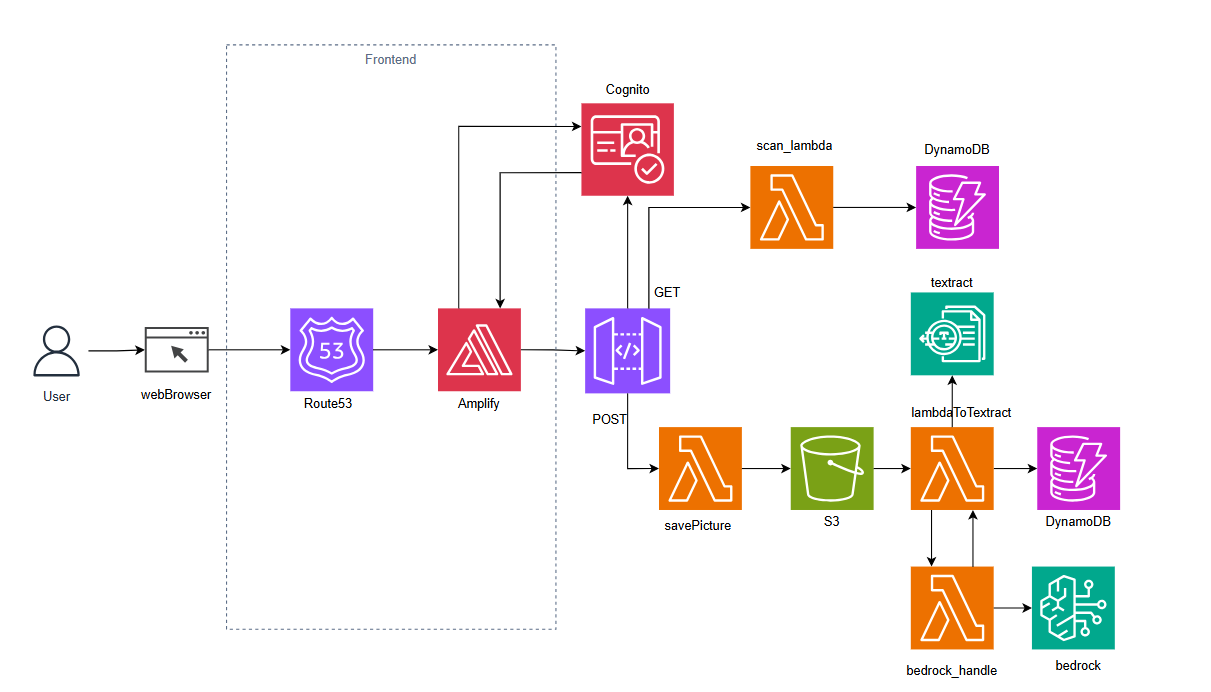 Frontend
Cognito
scan_lambda
DynamoDB
GET
textract
User
webBrowser
53
Route53
Amplify
</>
POST
T
lambdaToTextract
savePicture
S3
DynamoDB
bedrock_handle
bedrock